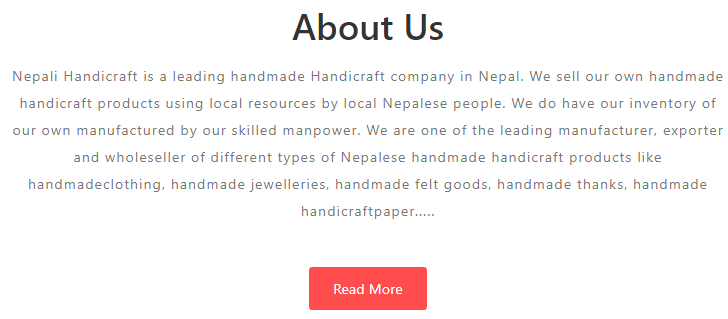 About Us
Nepali Handicraft is a leading handmade Handicraft company in Nepal. We sell our own handmade
handicraft products using local resources by local Nepalese people. We do have our inventory of
our own manufactured by our skilled manpower. We are one of the leading manufacturer, exporter
and wholeseller of different types of Nepalese handmade handicraft products like
handmadeclothing, handmade jewelleries, handmade felt goods, handmade thanks, handmade
handicraftpaper.....
Read More